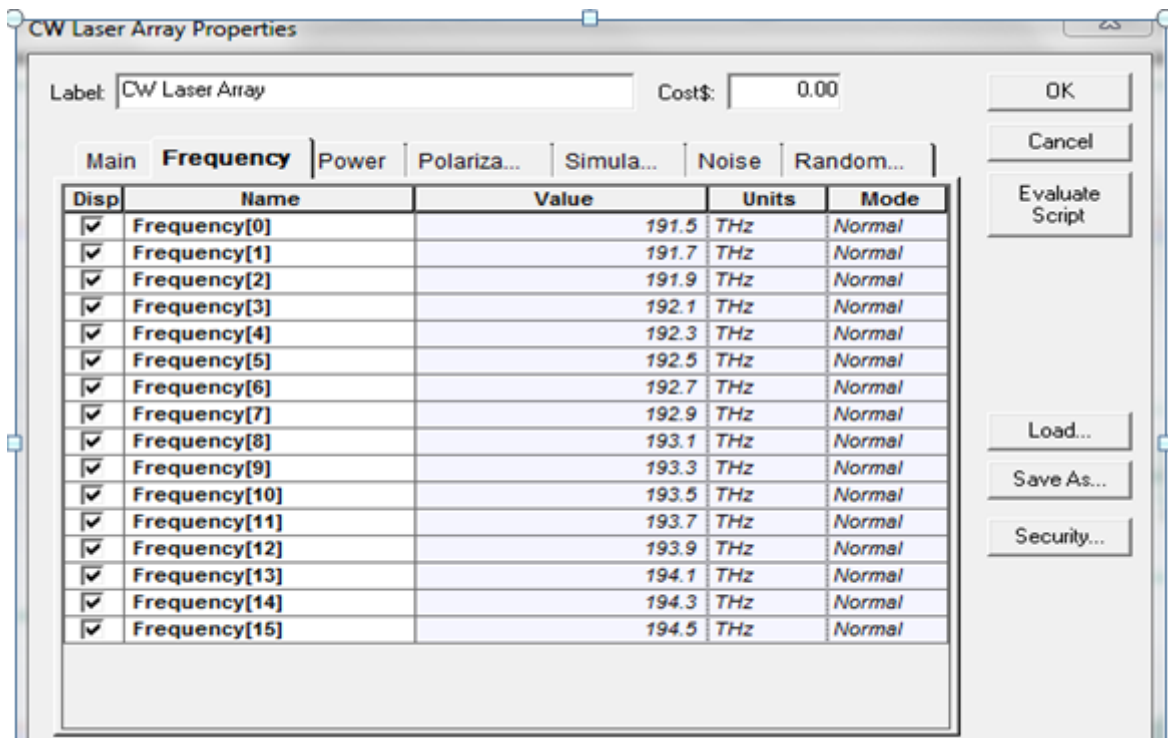 CW Laser Array Properties
Label: CW Laser Array Cost$: 0.00 OK
Cancel
Main Frequency Power Polariza... Simula... Noise Random...
Evaluate Script
Disp Name Value Units Mode
Frequency[0] 191.5 THz Normal
Frequency[1] 191.7 THz Normal
Frequency[2] 191.9 THz Normal
Frequency[3] 192.1 THz Normal
Frequency[4] 192.3 THz Normal
Frequency[5] 192.5 THz Normal
Frequency[6] 192.7 THz Normal
Frequency[7] 192.9 THz Normal
Frequency[8] 193.1 THz Normal
Load...
Frequency[9] 193.3 THz Normal
Save As...
Frequency[10] 193.5 THz Normal
Frequency[11] 193.7 THz Normal
Frequency[12] 193.9 THz Normal
Security...
Frequency[13] 194.1 THz Normal
Frequency[14] 194.3 THz Normal
Frequency[15] 194.5 THz Normal